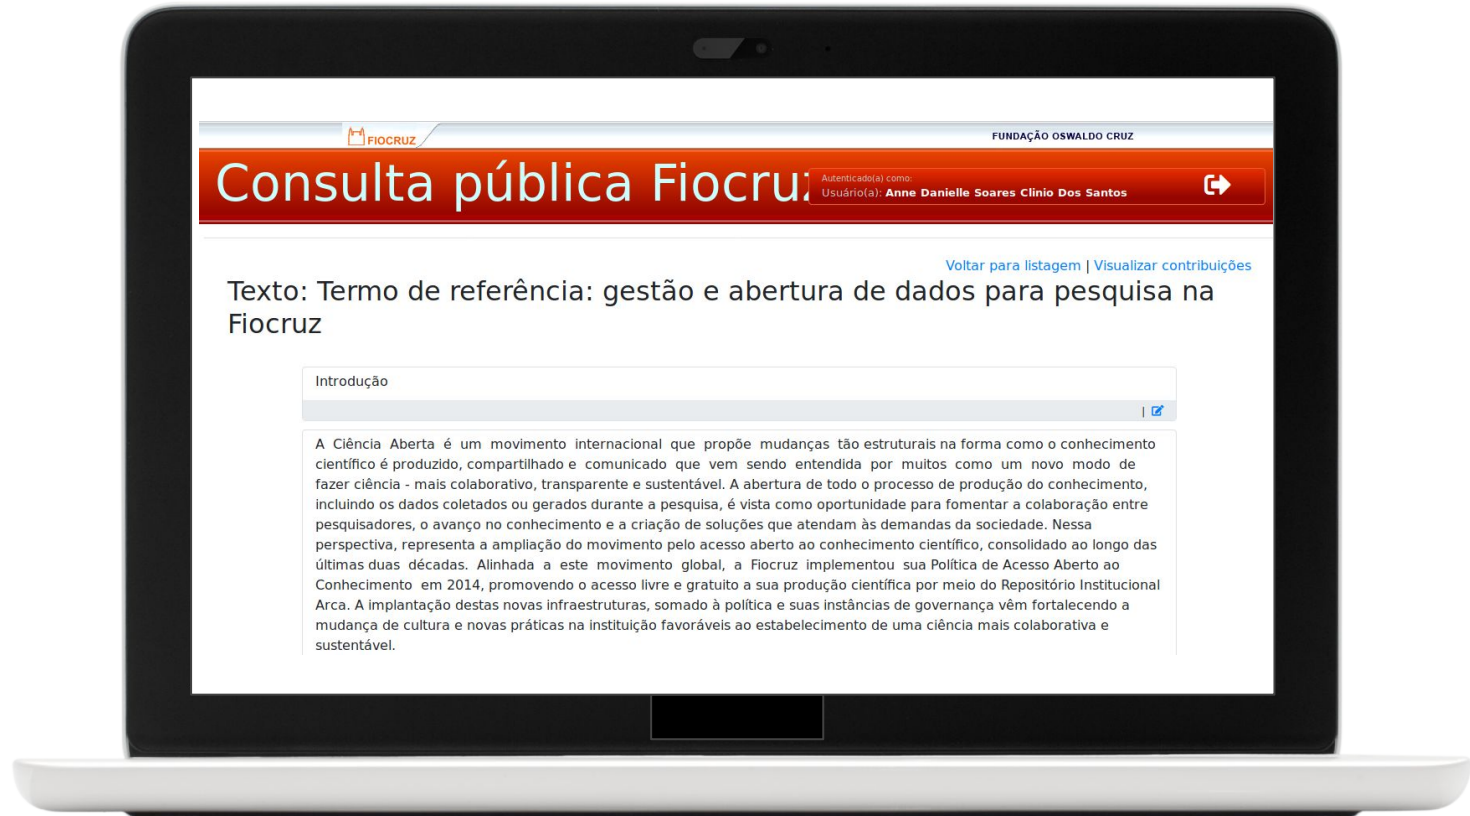 FIOCRUZ
FUNDAÇÃO OSWALDO CRUZ
Consulta pública Fiocruz
Autenticado(a) como:
Usuário(a): Anne Danielle Soares Clinio Dos Santos
Voltar para listagem | Visualizar contribuições
Texto: Termo de referência: gestão e abertura de dados para pesquisa na
Fiocruz
Introdução
|
A Ciência Aberta é um movimento internacional que propõe mudanças tão estruturais na forma como o conhecimento
científico é produzido, compartilhado e comunicado que vem sendo entendida por muitos como um novo modo de
fazer ciência - mais colaborativo, transparente e sustentável. A abertura de todo o processo de produção do conhecimento,
incluindo os dados coletados ou gerados durante a pesquisa, é vista como oportunidade para fomentar a colaboração entre
pesquisadores, o avanço no conhecimento e a criação de soluções que atendam às demandas da sociedade. Nessa
perspectiva, representa a ampliação do movimento pelo acesso aberto ao conhecimento científico, consolidado ao longo das
últimas duas décadas. Alinhada a este movimento global, a Fiocruz implementou sua Política de Acesso Aberto ao
Conhecimento em 2014, promovendo o acesso livre e gratuito a sua produção científica por meio do Repositório Institucional
Arca. A implantação destas novas infraestruturas, somado à política e suas instâncias de governança vêm fortalecendo a
mudança de cultura e novas práticas na instituição favoráveis ao estabelecimento de uma ciência mais colaborativa e
sustentável.